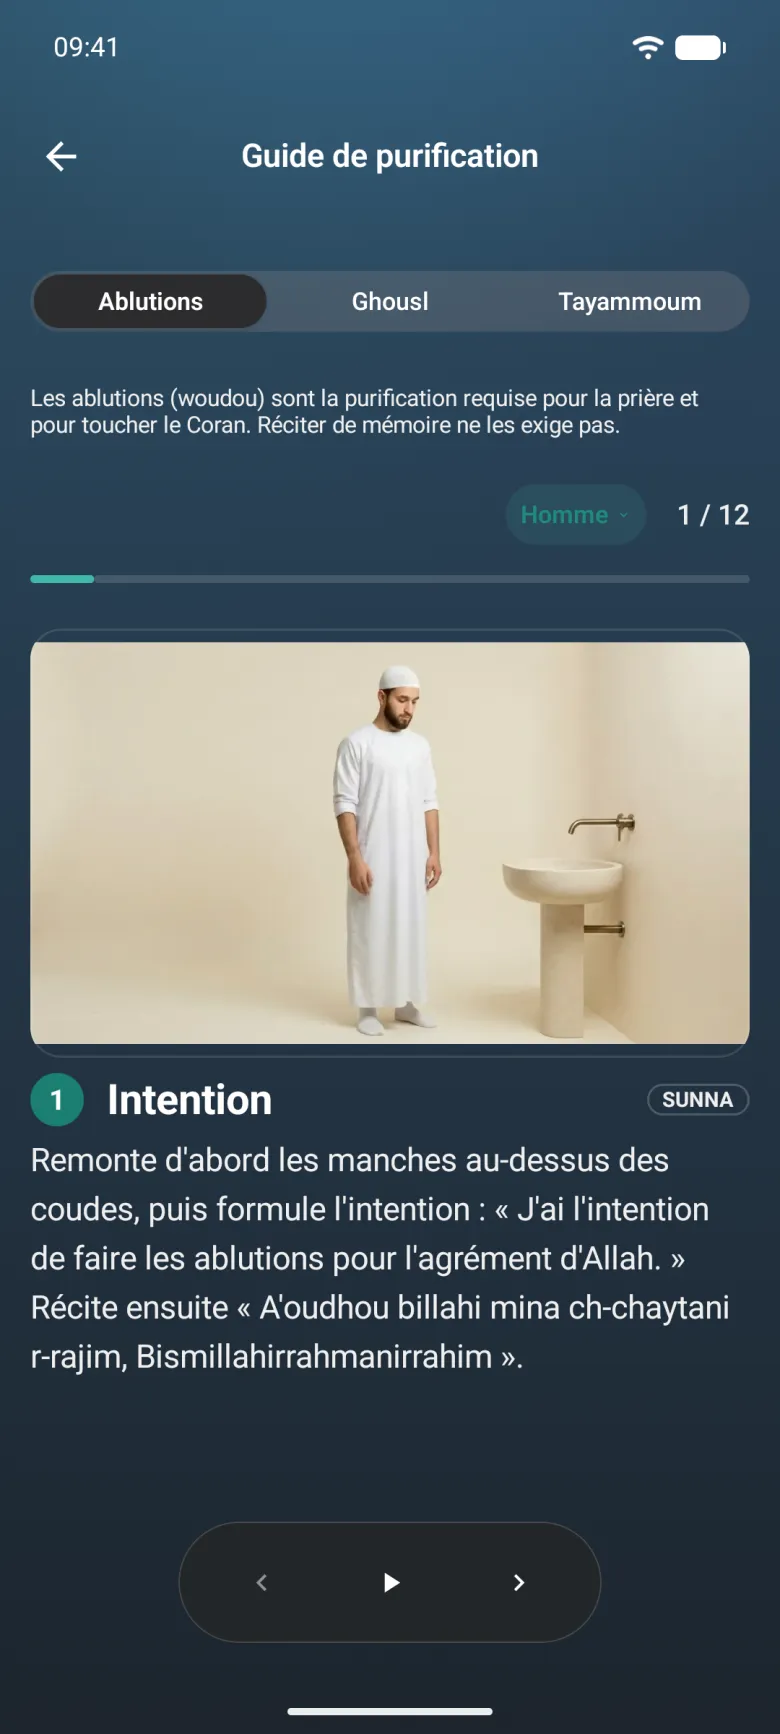 09:41
Guide de purification
Ablutions
Ghousl
Tayammoum
Les ablutions (woudou) sont la purification requise pour la prière et
pour toucher le Coran. Réciter de mémoire ne les exige pas.
Homme
1 / 12
1
Intention
SUNNA
Remonte d'abord les manches au-dessus des
coudes, puis formule l'intention : « J'ai l'intention
de faire les ablutions pour l'agrément d'Allah. »
Récite ensuite « A'oudhou billahi mina ch-chaytani
r-rajim, Bismillahirrahmanirrahim ».